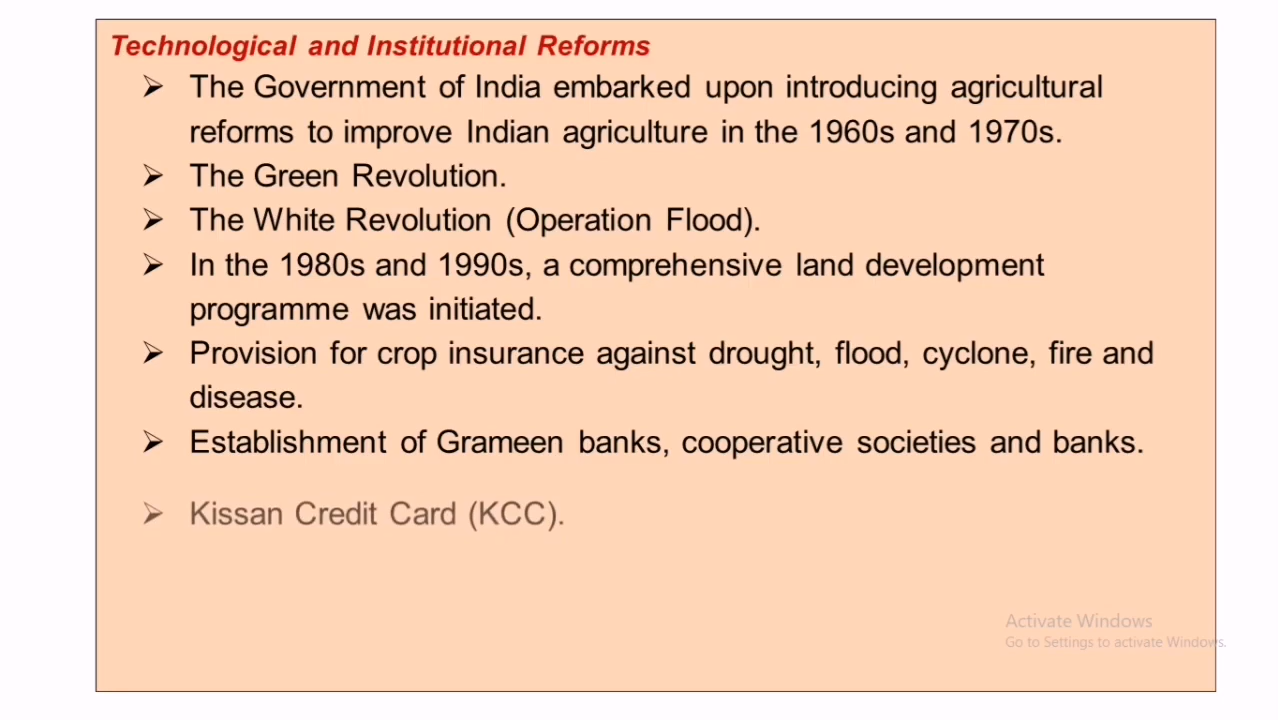 Technological and Institutional Reforms
➢ The Government of India embarked upon introducing agricultural
reforms to improve Indian agriculture in the 1960s and 1970s.
➢ The Green Revolution.
➢ The White Revolution (Operation Flood).
➢ In the 1980s and 1990s, a comprehensive land development
programme was initiated.
➢ Provision for crop insurance against drought, flood, cyclone, fire and
disease.
➢ Establishment of Grameen banks, cooperative societies and banks.
➢ Kissan Credit Card (KCC).
Activate Windows
Go to Settings to activate Windows.